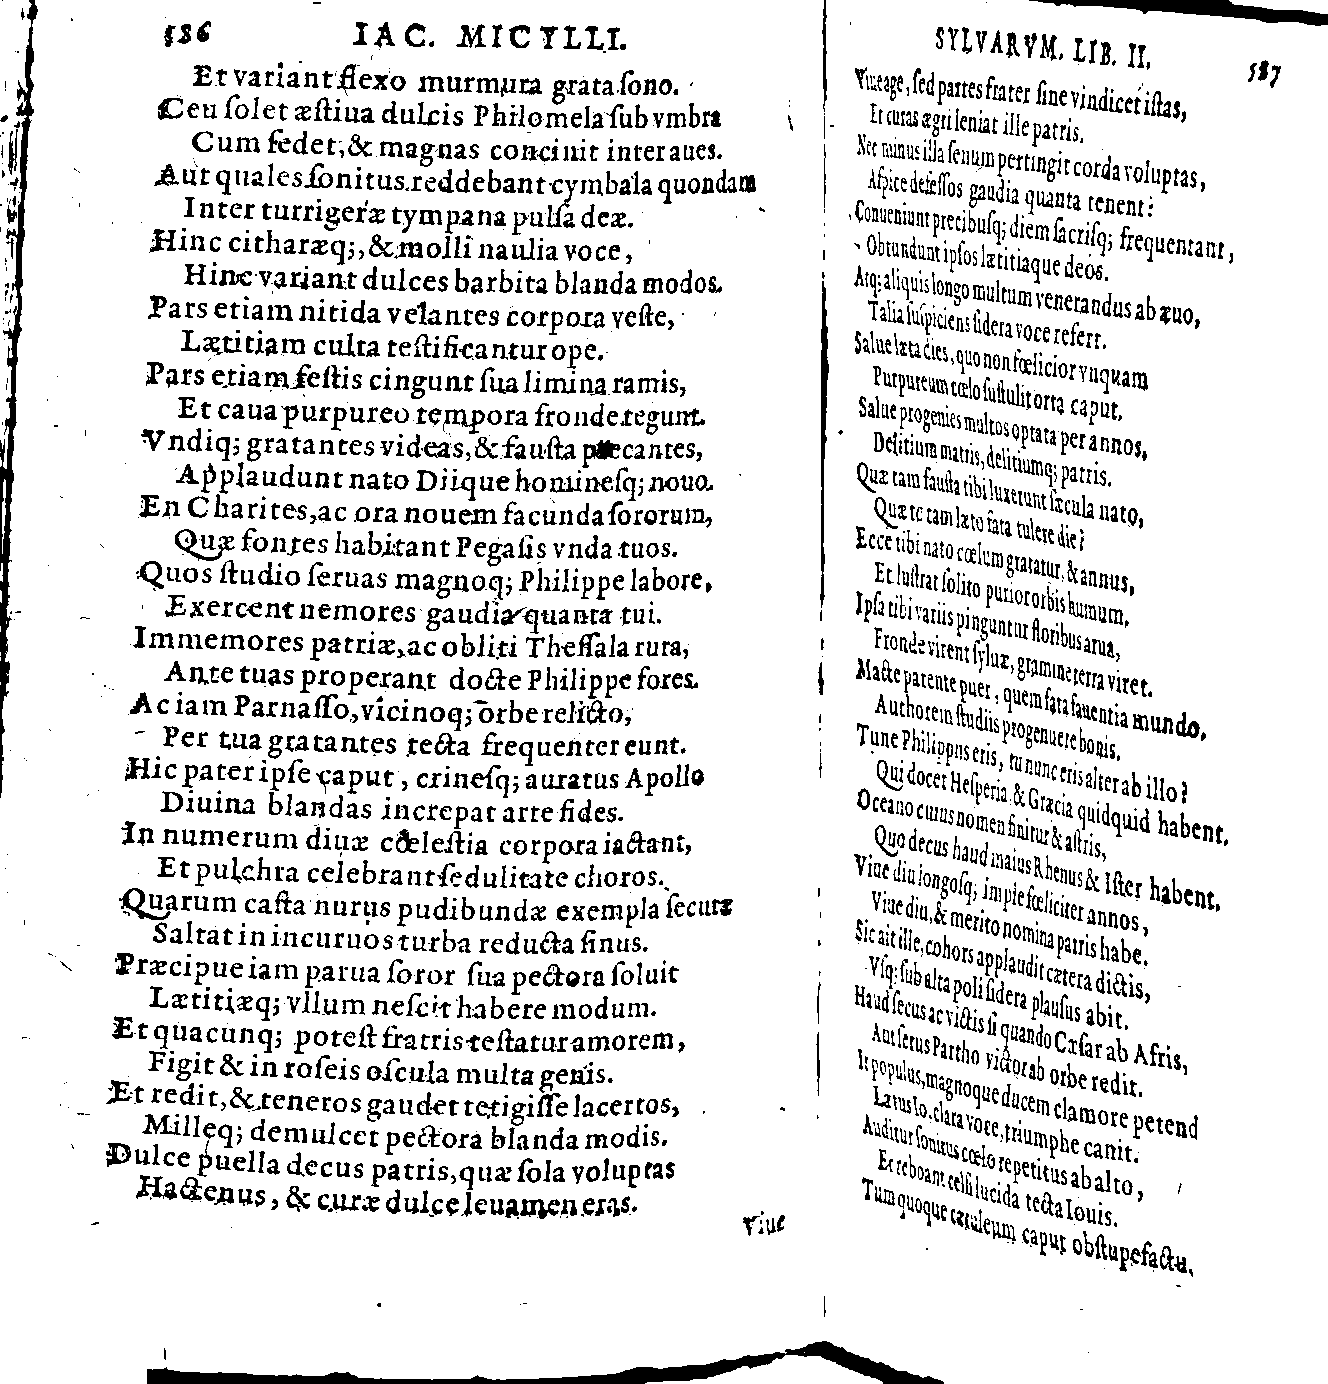 586 IAC. MICYLLI.
Et variant flexo murmura grata ſono.
Ceu ſolet æſtiua dulcis Philomela ſub vmbra
Cum ſedet, & magnas concinit inter aues.
Aut quales ſonitus reddebant cymbala quondam
Inter turrigeræ tympana pulſa deæ.
Hinc citharæq;, & molli naulia voce,
Hinc variant dulces barbita blanda modos.
Pars etiam nitida velantes corpora veſte,
Lætitiam culta teſtificantur ope.
Pars etiam feſtis cingunt ſua limina ramis,
Et caua purpureo tempora fronde tegunt.
Vndiq; gratantes videas, & fauſta precantes,
Applaudunt nato Diique homineſq; nouo.
En Charites, ac ora nouem facunda ſororum,
Quæ fontes habitant Pegaſis vnda tuos.
Quos ſtudio ſeruas magnoq; Philippe labore,
Exercent nemores gaudia quanta tui.
Immemores patriæ, ac obliti Theſſala rura,
Ante tuas properant docte Philippe fores.
Ac iam Parnaſſo, vicinoq; orbe relicto,
Per tua gratantes tecta frequenter eunt.
Hic pater ipſe caput, crineſq; auratus Apollo
Diuina blandas increpat arte fides.
In numerum diuæ cœleſtia corpora iactant,
Et pulchra celebrant ſedulitate choros.
Quarum caſta nurus pudibundæ exempla ſecuta
Saltat in incuruos turba reducta ſinus.
Præcipue iam parua ſoror ſua pectora ſoluit
Lætitiæq; vllum neſcit habere modum.
Et quacunq; poteſt fratris teſtatur amorem,
Figit & in roſeis oſcula multa genis.
Et redit, & teneros gaudet tetigiſſe lacertos,
Milleq; demulcet pectora blanda modis.
Dulce puella decus patris, quæ ſola voluptas
Hactenus, & curæ dulce leuamen eras.
Viue
SYLVARVM. LIB. II. 587
Viue age, ſed partes frater ſine vindicet iſtas,
Et curas ægri leniat ille patris.
Nec minus illa ſenum pertingit corda voluptas,
Aſpice defeſſos gaudia quanta tenent?
Conueniunt precibuſq; diem ſacriſq; frequentant,
Obtundunt ipſos lætitiaque deos.
Atq; aliquis longo multum venerandus ab æuo,
Talia ſuſpiciens ſidera voce refert.
Salue læta dies, quo non fœlicior vnquam
Purpureum cœlo ſuſtulit orta caput.
Salue progenies multos optata per annos,
Delitium matris, delitiumq; patris.
Quæ tam fauſta tibi luxerunt ſæcula nato,
Quæ te tam læto fata tulere die?
Ecce tibi nato cœlum gratatur, & annus,
Et luſtrat ſolito purior orbis humum.
Ipſa tibi variis pinguntur floribus arua,
Fronde virent ſyluæ, gramine terra viret.
Macte parente puer, quem fata fauentia mundo,
Authorem ſtudiis progenuere bonis.
Tune Philippus eris, tu nunc eris alter ab illo?
Qui docet Heſperia & Græcia quidquid habent.
Oceano cuius nomen finitur & aſtris,
Quo decus haud maius Rhenus & Iſter habent.
Viue diu longoſq; imple fœliciter annos,
Viue diu, & merito nomina patris habe.
Sic ait ille, cohors applaudit cætera dictis,
Vſq; ſub alta poli ſidera plauſus abit.
Haud ſecus ac victis ſi quando Cæſar ab Afris,
Aut ſerus Partho victor ab orbe redit.
It populus, magnoque ducem clamore petend
Lætus Io, clara voce, triumphe canit.
Auditur ſonitus cœlo repetitus ab alto,
Et reboant celſi lucida tecta Iouis.
Tum quoque cæruleum caput obſtupefactu,